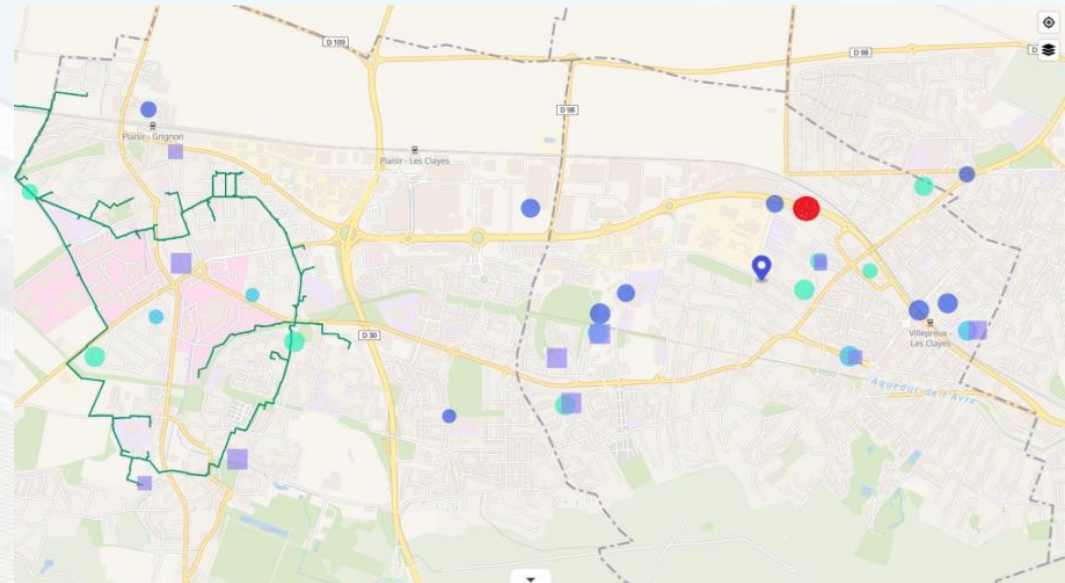 D 109
D 98
D
Plaisir - Grignon
D 98
Plaisir - Les Clayes
D 30
Villepreux -
Les Clayes
Aqueduc de l'Avre